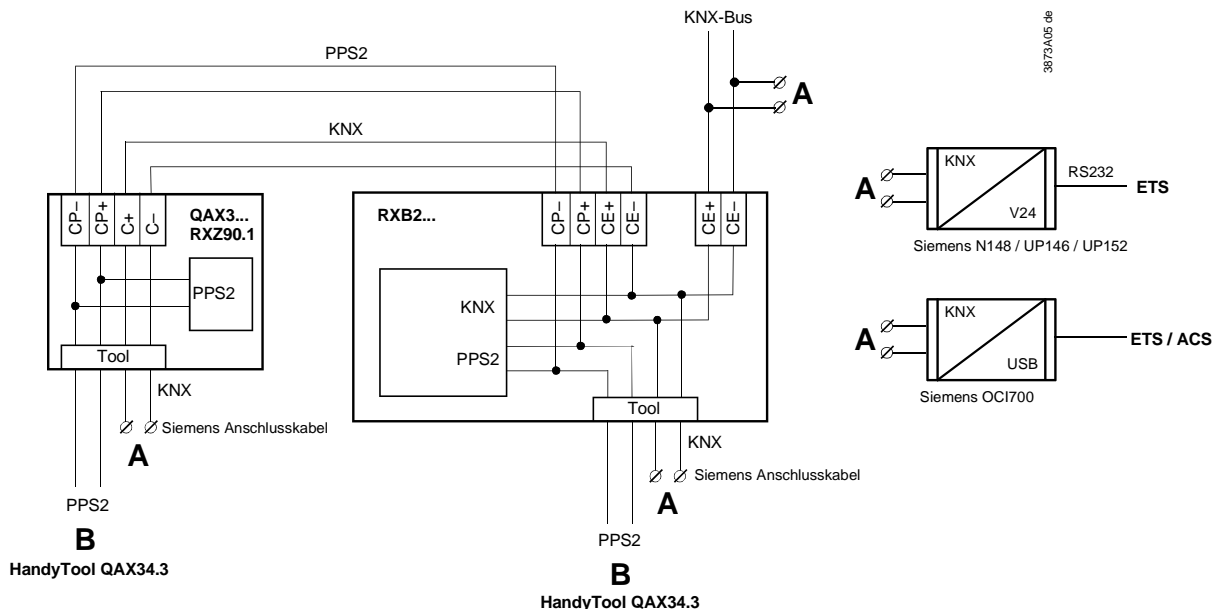 KNX-Bus
3873A05 de
PPS2
A
KNX
CP–
CP+
C+
C–
QAX3...
RXZ90.1
PPS2
Tool
KNX
Siemens Anschlusskabel
A
PPS2
B
HandyTool QAX34.3
RXB2...
CP–
CP+
CE+
CE–
CE+
CE–
KNX
PPS2
Tool
KNX
Siemens Anschlusskabel
A
PPS2
B
HandyTool QAX34.3
A
KNX
V24
RS232
ETS
Siemens N148 / UP146 / UP152
A
KNX
USB
ETS / ACS
Siemens OCI700